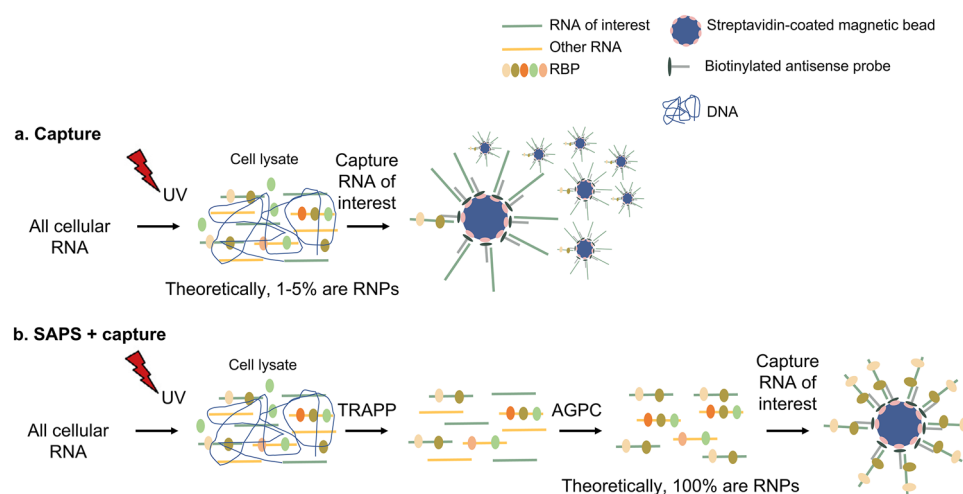 RNA of interest
Other RNA
RBP
Streptavidin-coated magnetic bead
Biotinylated antisense probe
DNA
a. Capture
UV
All cellular
RNA
Cell lysate
Capture
RNA of
interest
Theoretically, 1-5% are RNPs
b. SAPS + capture
UV
All cellular
RNA
Cell lysate
TRAPP
AGPC
Capture
RNA of
interest
Theoretically, 100% are RNPs